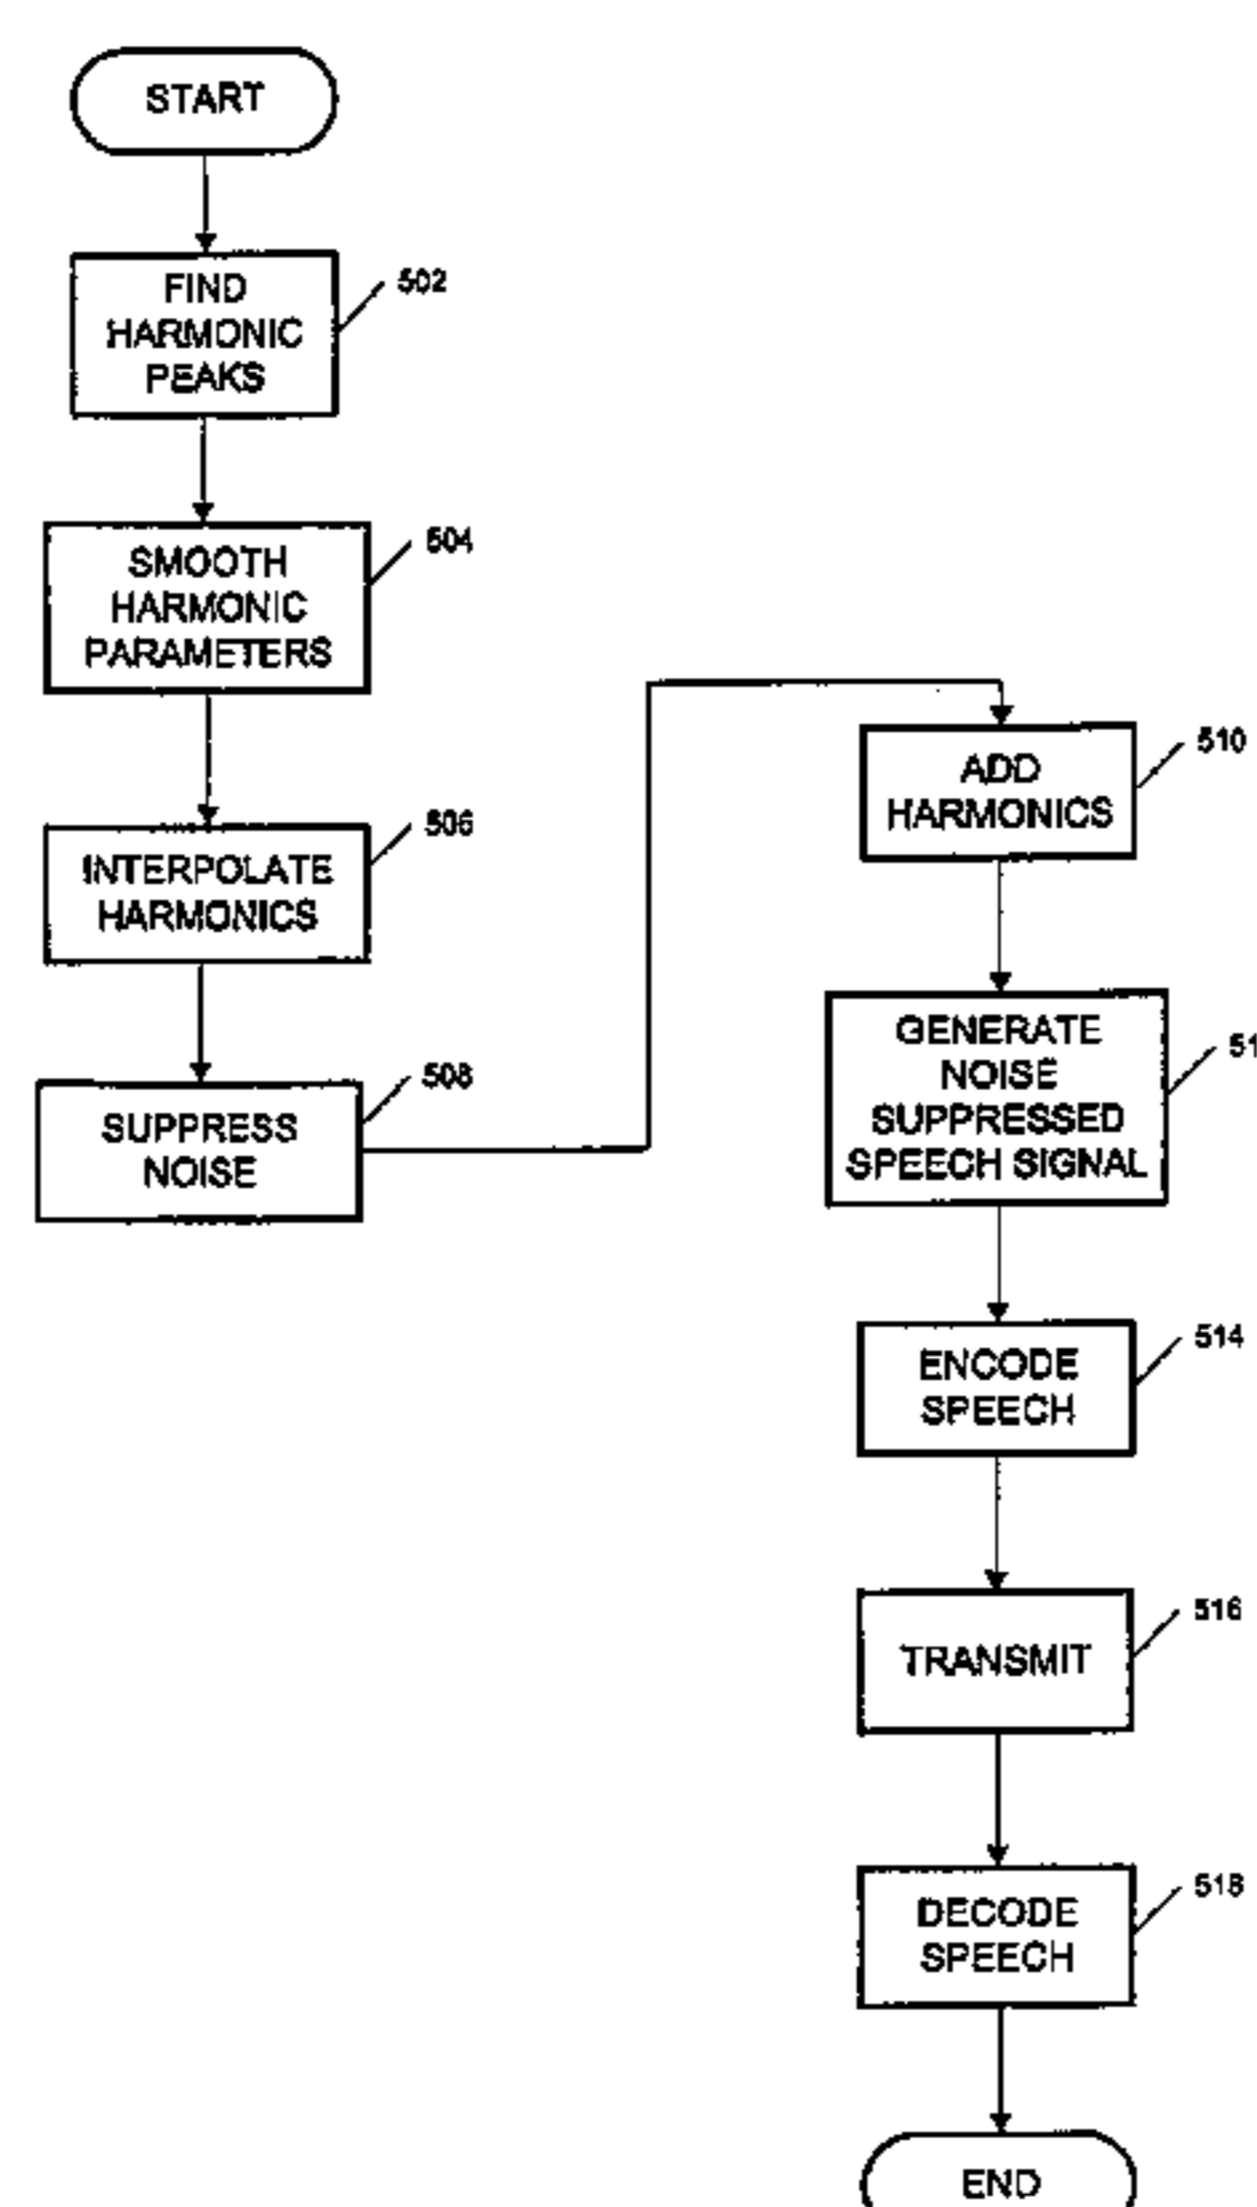 START
FIND
HARMONIC
PEAKS
502
SMOOTH
HARMONIC
PARAMETERS
504
INTERPOLATE
HARMONICS
506
SUPPRESS
NOISE
508
ADD
HARMONICS
510
GENERATE
NOISE
SUPPRESSED
SPEECH SIGNAL
51
ENCODE
SPEECH
514
TRANSMIT
516
DECODE
SPEECH
518
END